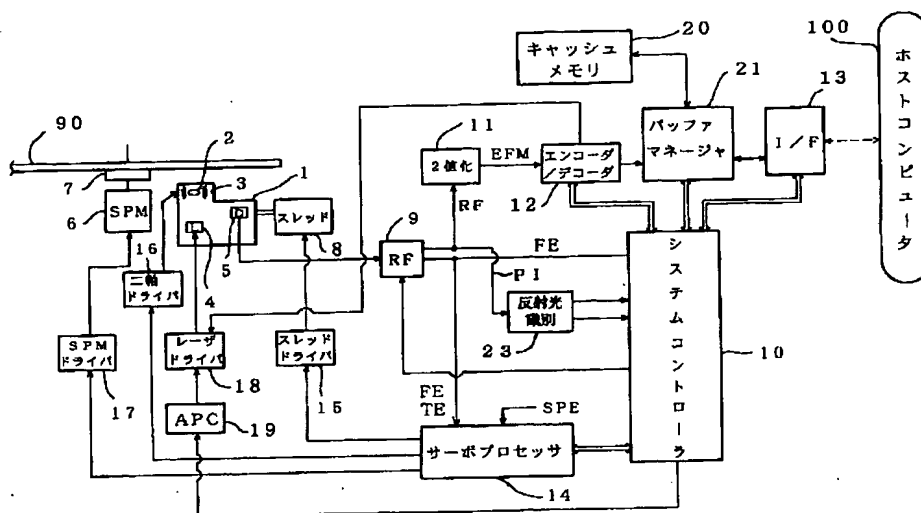 20
キャッシュ
メモリ
100
ホストコンピュータ
21
バッファ
マネージャ
13
I/F
90
11
2値化
EFM
エンコーダ
/デコーダ
12
RF
2
3
1
7
6
SPM
4
5
スレッド
8
9
RF
FE
PI
16
二軸
ドライバ
反射光
識別
23
システムコントローラ
10
SPM
ドライバ
17
レーザ
ドライバ
18
スレッド
ドライバ
15
FE
TE
SPE
APC
19
サーボプロセッサ
14